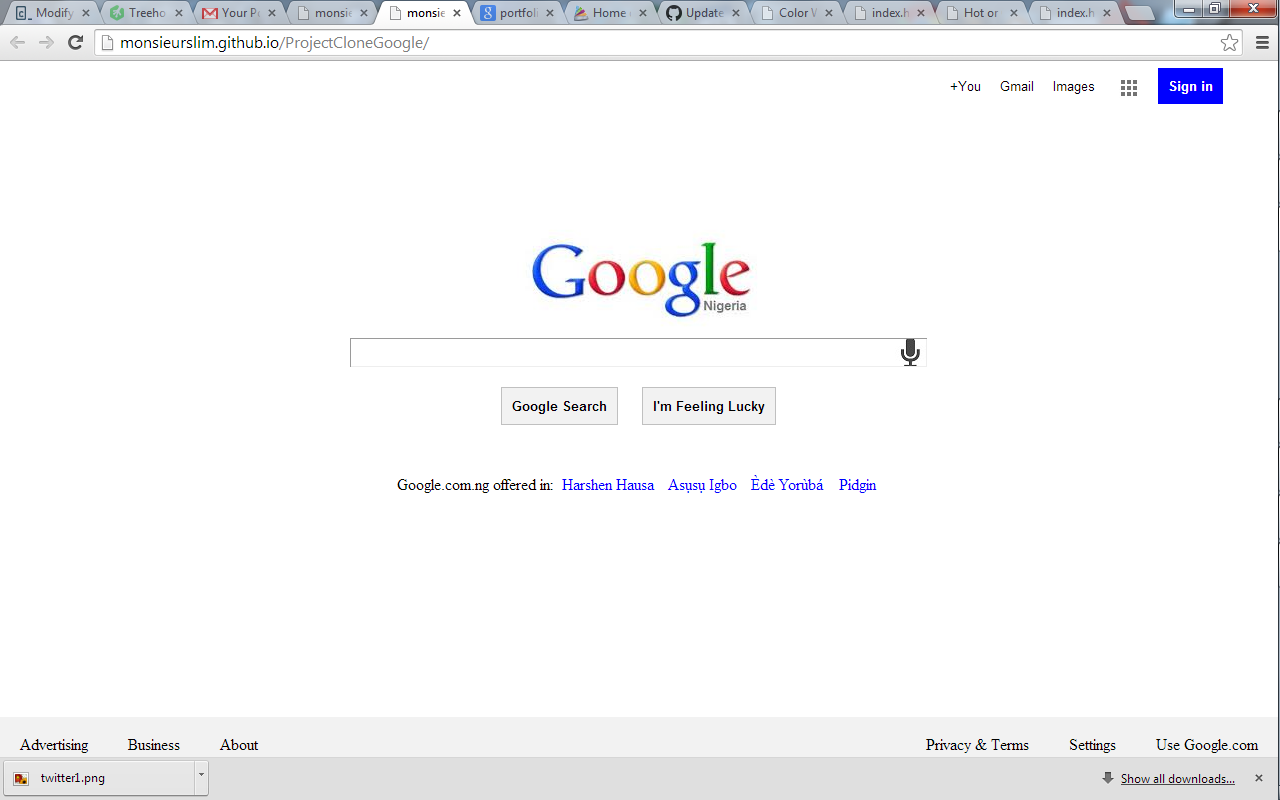 Modify
Treeho
Your Pu
monsie
monsie
portfoli
Home
Update
Color W
index.h
Hot or
index.h
monsieurslim.github.io/ProjectCloneGoogle/
+You Gmail Images Sign in
Google
Nigeria
Google Search I'm Feeling Lucky
Google.com.ng offered in: Harshen Hausa Asụsụ Igbo Èdè Yorùbá Pidgin
Advertising Business About Privacy & Terms Settings Use Google.com
twitter1.png Show all downloads...